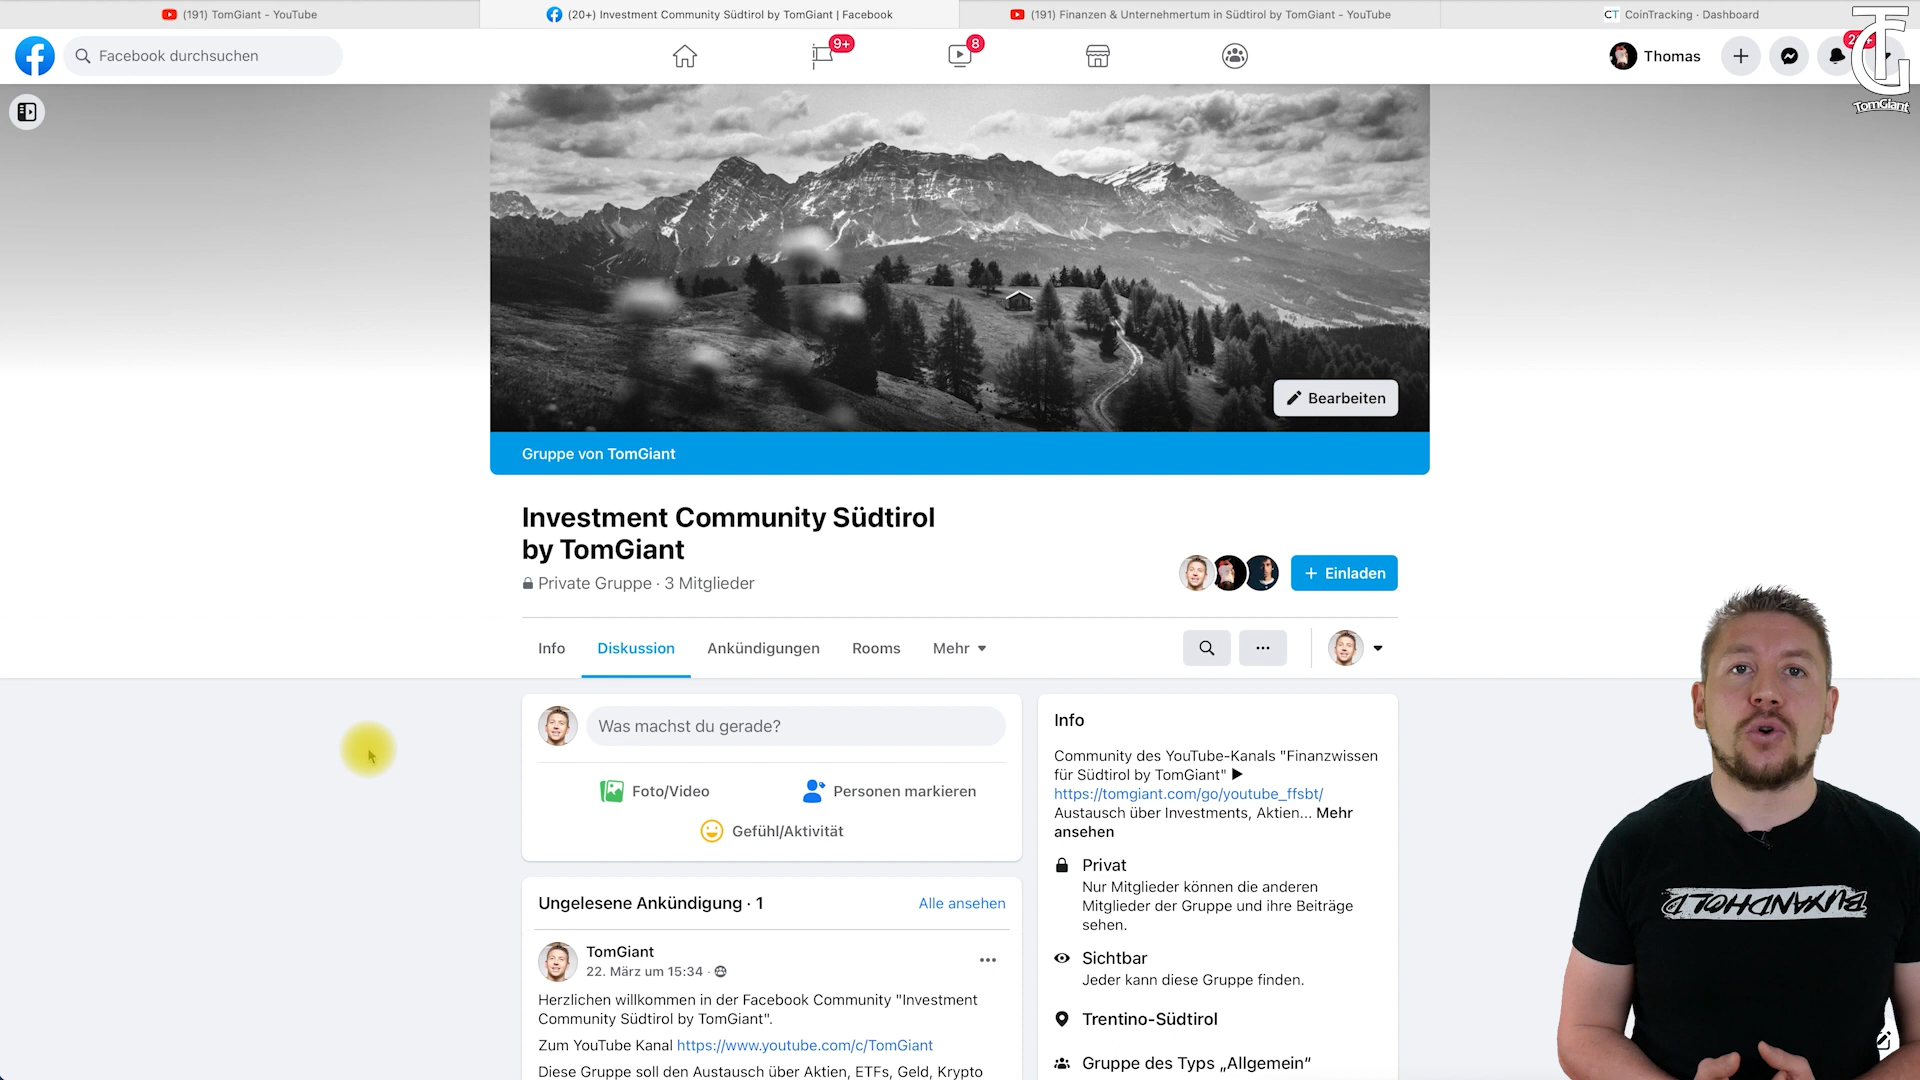 (191) TomGiant - YouTube
(20+) Investment Community Südtirol by TomGiant | Facebook
(191) Finanzen & Unternehmertum in Südtirol by TomGiant - YouTube
CT CoinTracking · Dashboard
Facebook durchsuchen
9+
8
Thomas
TomGiant
Bearbeiten
Gruppe von TomGiant
Investment Community Südtirol
by TomGiant
Private Gruppe · 3 Mitglieder
+ Einladen
Info
Diskussion
Ankündigungen
Rooms
Mehr
Was machst du gerade?
Foto/Video
Personen markieren
Gefühl/Aktivität
Ungelesene Ankündigung · 1
Alle ansehen
TomGiant
22. März um 15:34 ·
Herzlichen willkommen in der Facebook Community "Investment
Community Südtirol by TomGiant".
Zum YouTube Kanal https://www.youtube.com/c/TomGiant
Diese Gruppe soll den Austausch über Aktien, ETFs, Geld, Krypto
Info
Community des YouTube-Kanals "Finanzwissen
für Südtirol by TomGiant" ▶
https://tomgiant.com/go/youtube_ffsbt/
Austausch über Investments, Aktien... Mehr
ansehen
Privat
Nur Mitglieder können die anderen
Mitglieder der Gruppe und ihre Beiträge
sehen.
Sichtbar
Jeder kann diese Gruppe finden.
Trentino-Südtirol
Gruppe des Typs „Allgemein“
BUYANDHOLD